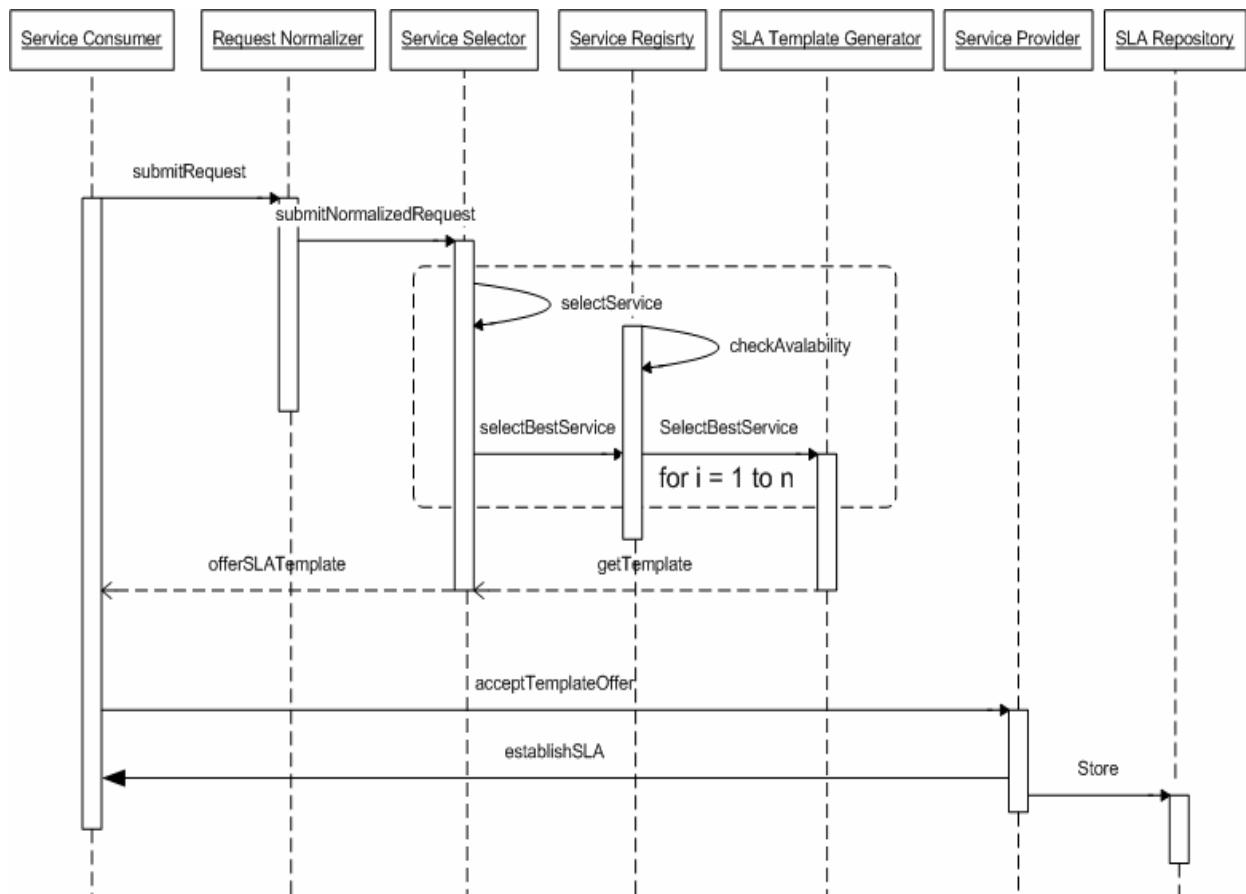 Service Consumer
Request Normalizer
Service Selector
Service Regisrty
SLA Template Generator
Service Provider
SLA Repository
submitRequest
submitNormalizedRequest
selectService
checkAvalability
selectBestService
SelectBestService
for i = 1 to n
offerSLATemplate
getTemplate
acceptTemplateOffer
establishSLA
Store